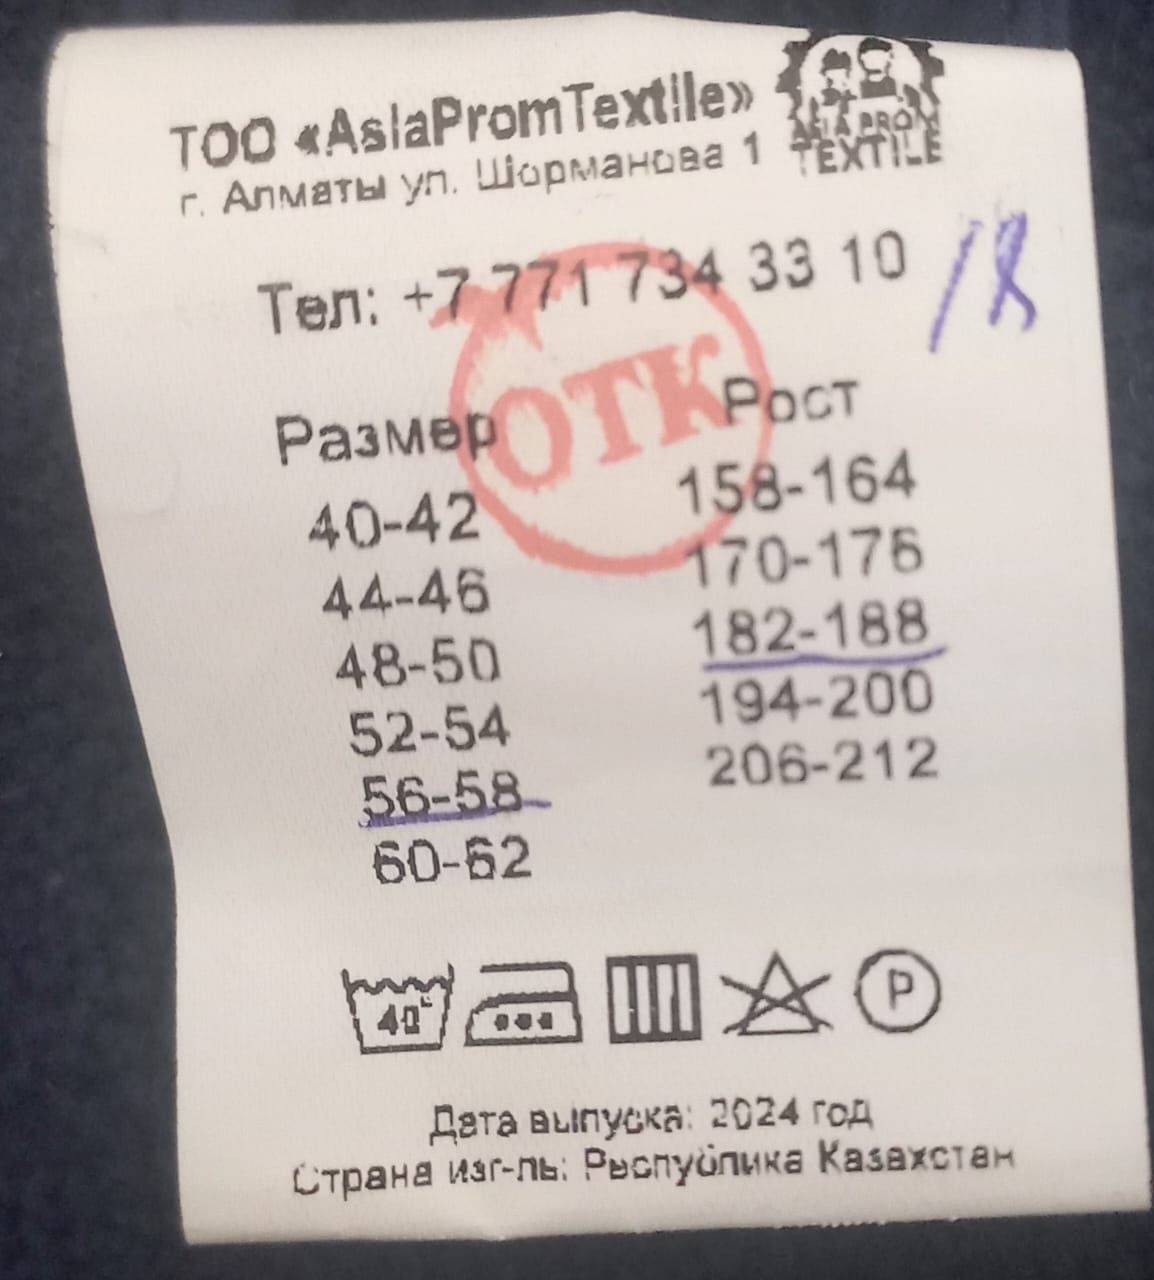 ТОО «AsiaPromTextile»
ASIA PROM
TEXTILE
г. Алматы ул. Шорманова 1
Тел: +7 771 734 33 10
18
ОТК
Размер Рост
40-42 158-164
44-46 170-176
48-50 182-188
52-54 194-200
56-58 206-212
60-62
40°
P
Дата выпуска: 2024 год
Страна изг-ль: Республика Казахстан